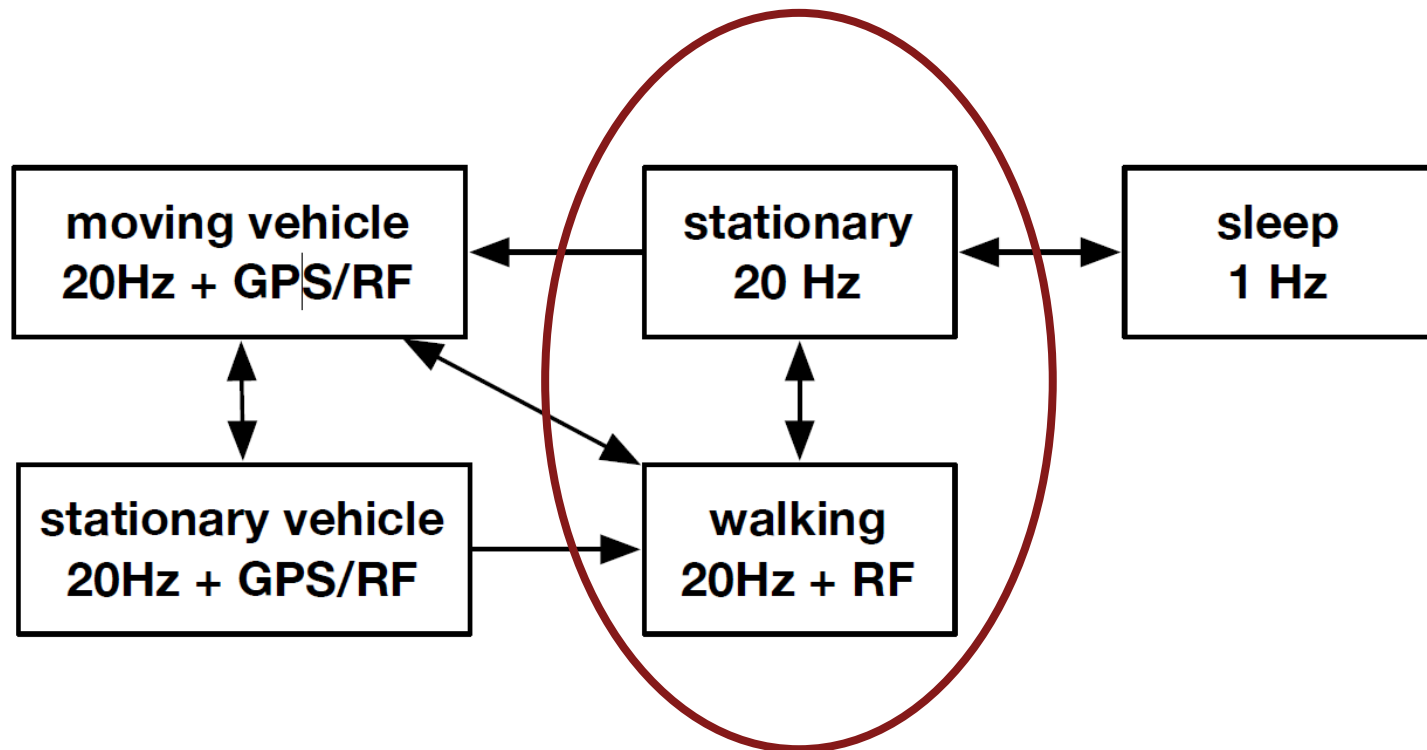 moving vehicle
20Hz + GPS/RF
stationary
20 Hz
sleep
1 Hz
stationary vehicle
20Hz + GPS/RF
walking
20Hz + RF